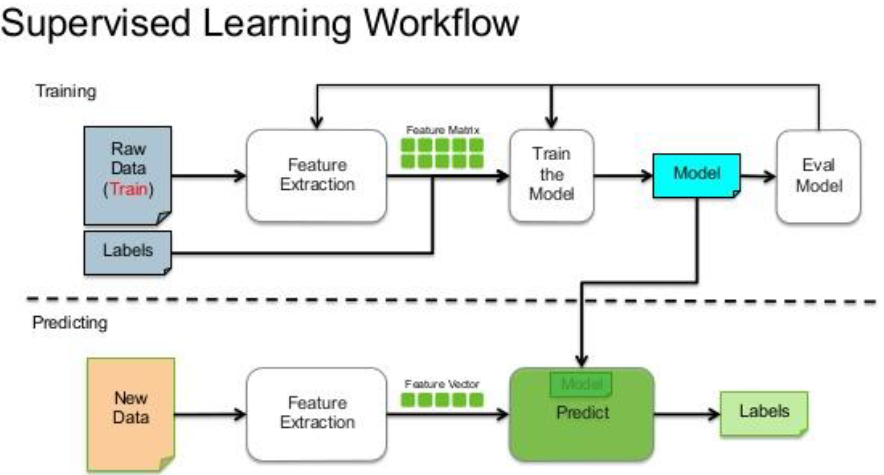 Supervised Learning Workflow
Training
Feature Matrix
Raw
Data
(Train)
Feature
Extraction
Train
the
Model
Model
Eval
Model
Labels
Predicting
New
Data
Feature
Extraction
Feature Vector
Model
Predict
Labels